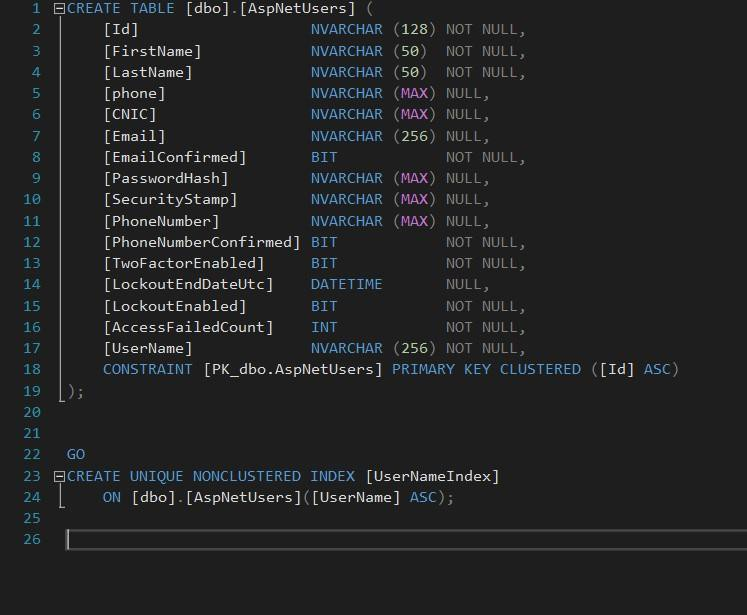 1 CREATE TABLE [dbo].[AspNetUsers] (
2 [Id] NVARCHAR (128) NOT NULL,
3 [FirstName] NVARCHAR (50) NOT NULL,
4 [LastName] NVARCHAR (50) NOT NULL,
5 [phone] NVARCHAR (MAX) NULL,
6 [CNIC] NVARCHAR (MAX) NULL,
7 [Email] NVARCHAR (256) NULL,
8 [EmailConfirmed] BIT NOT NULL,
9 [PasswordHash] NVARCHAR (MAX) NULL,
10 [SecurityStamp] NVARCHAR (MAX) NULL,
11 [PhoneNumber] NVARCHAR (MAX) NULL,
12 [PhoneNumberConfirmed] BIT NOT NULL,
13 [TwoFactorEnabled] BIT NOT NULL,
14 [LockoutEndDateUtc] DATETIME NULL,
15 [LockoutEnabled] BIT NOT NULL,
16 [AccessFailedCount] INT NOT NULL,
17 [UserName] NVARCHAR (256) NOT NULL,
18 CONSTRAINT [PK_dbo.AspNetUsers] PRIMARY KEY CLUSTERED ([Id] ASC)
19 );
20
21
22 GO
23 CREATE UNIQUE NONCLUSTERED INDEX [UserNameIndex]
24 ON [dbo].[AspNetUsers]([UserName] ASC);
25
26